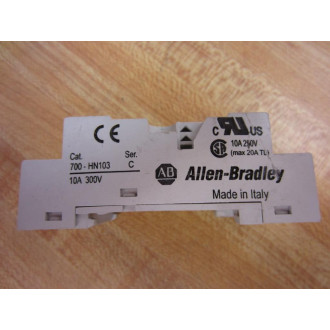 CE
Cat. Ser.
700 - HN103 C
10A 300V
C UR US
10A 250V
(max 20A TL)
AB Allen-Bradley
Made in Italy